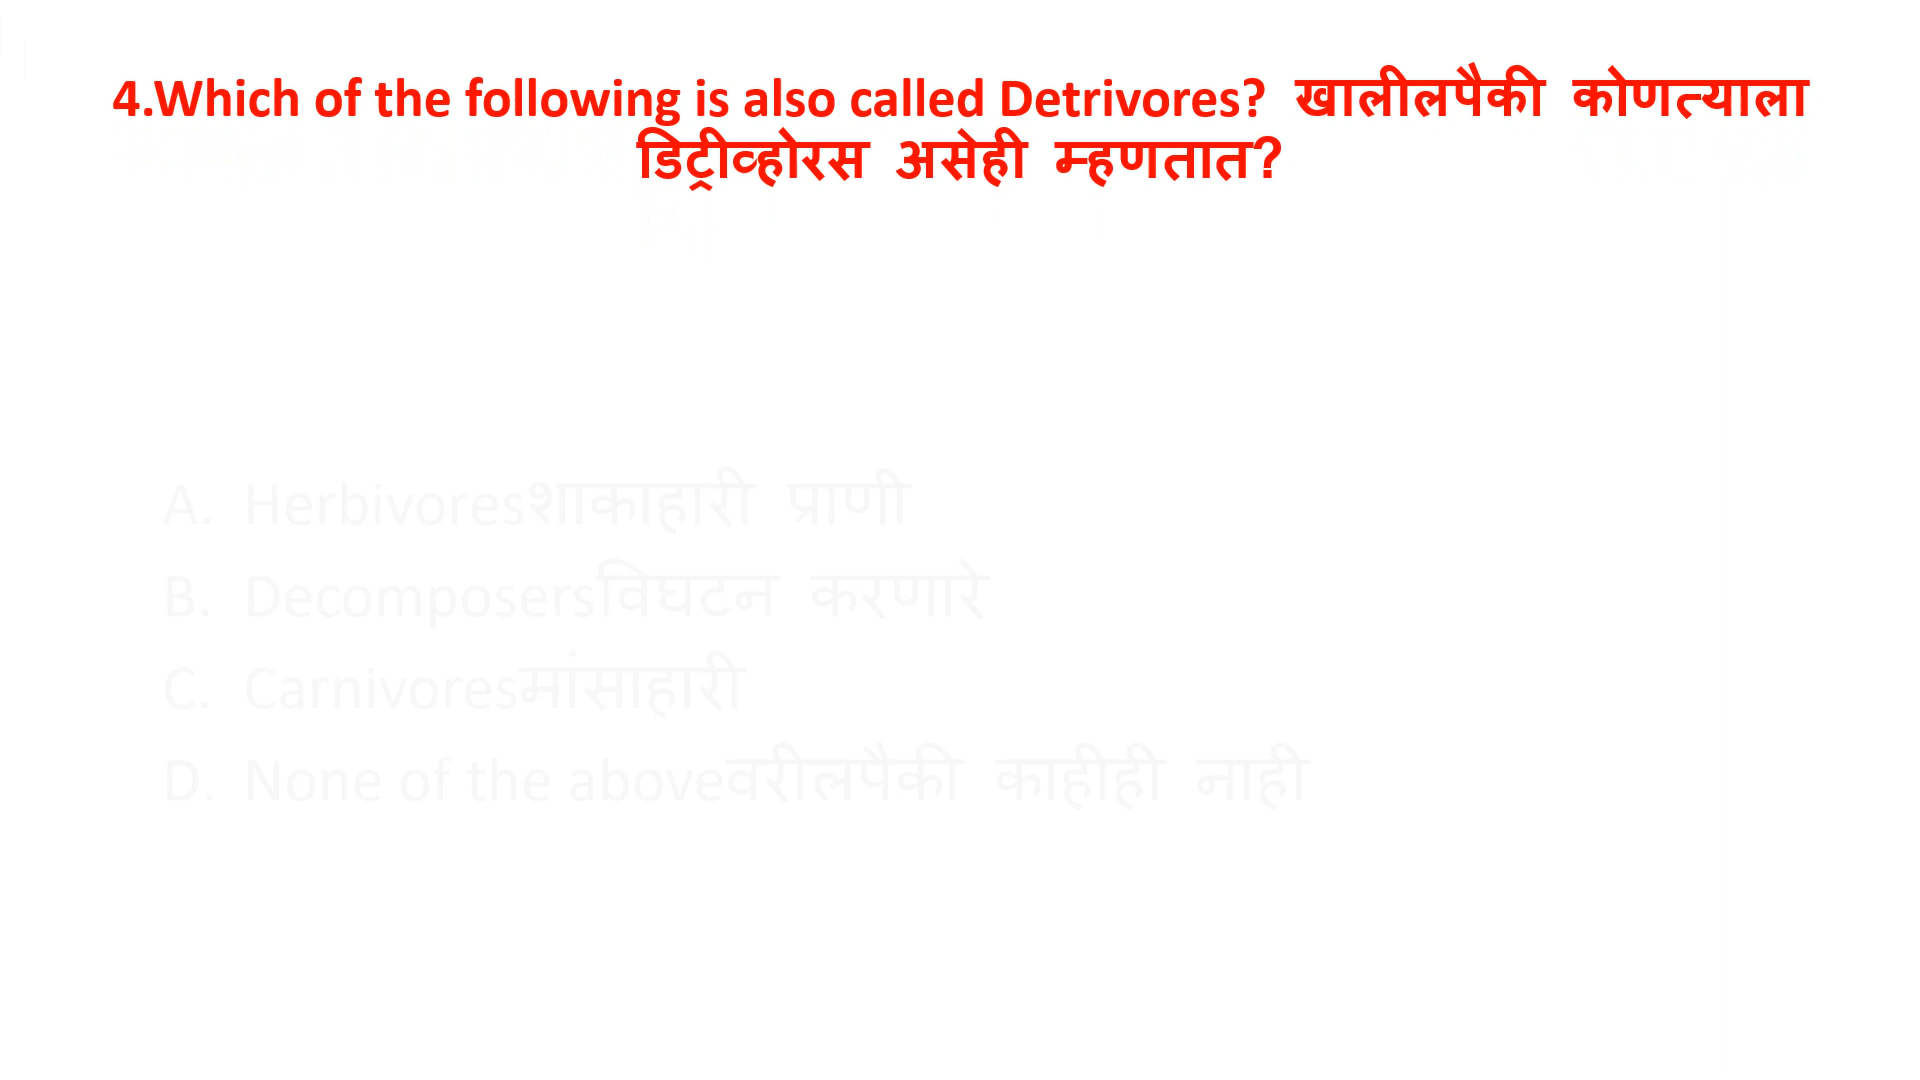 4.Which of the following is also called Detrivores? खालीलपैकी कोणत्याला
डिट्रीव्होरस असेही म्हणतात?
A. Herbivoresशाकाहारी प्राणी
B. Decomposersविघटन करणारे
C. Carnivoresमांसाहारी
D. None of the aboveवरीलपैकी काहीही नाही